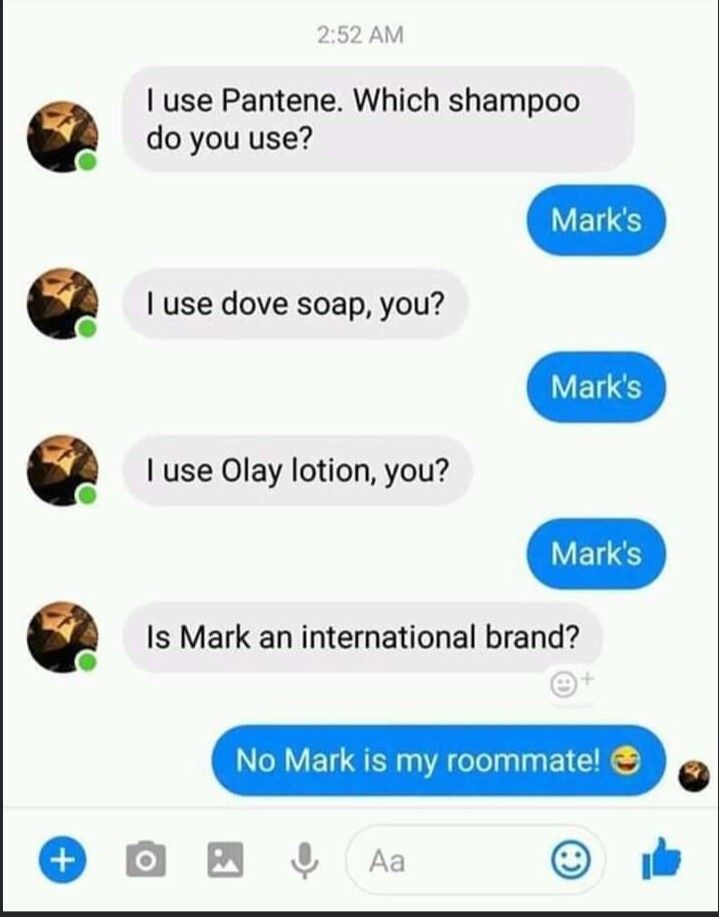 2:52 AM
I use Pantene. Which shampoo
do you use?
Mark's
I use dove soap, you?
Mark's
I use Olay lotion, you?
Mark's
Is Mark an international brand?
No Mark is my roommate! 😂
Aa